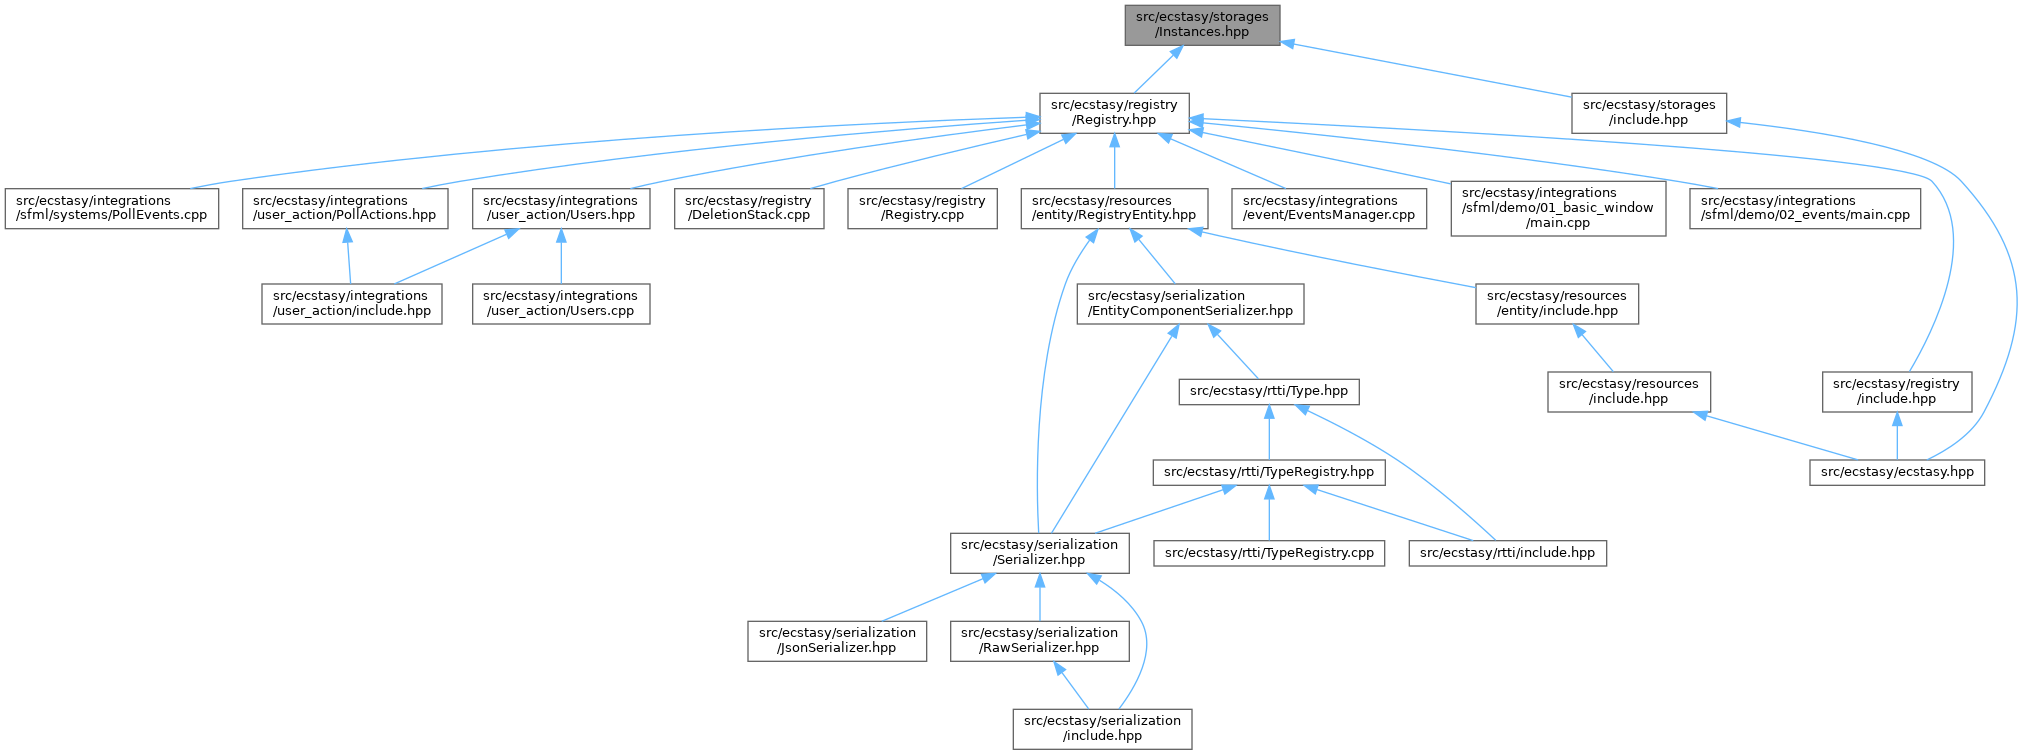 src/ecstasy/storages
/Instances.hpp
src/ecstasy/registry
/Registry.hpp
src/ecstasy/storages
/include.hpp
src/ecstasy/integrations
/sfml/systems/PollEvents.cpp
src/ecstasy/integrations
/user_action/PollActions.hpp
src/ecstasy/integrations
/user_action/Users.hpp
src/ecstasy/registry
/DeletionStack.cpp
src/ecstasy/registry
/Registry.cpp
src/ecstasy/resources
/entity/RegistryEntity.hpp
src/ecstasy/integrations
/event/EventsManager.cpp
src/ecstasy/integrations
/sfml/demo/01_basic_window
/main.cpp
src/ecstasy/integrations
/sfml/demo/02_events/main.cpp
src/ecstasy/integrations
/user_action/include.hpp
src/ecstasy/integrations
/user_action/Users.cpp
src/ecstasy/serialization
/EntityComponentSerializer.hpp
src/ecstasy/resources
/entity/include.hpp
src/ecstasy/rtti/Type.hpp
src/ecstasy/resources
/include.hpp
src/ecstasy/registry
/include.hpp
src/ecstasy/rtti/TypeRegistry.hpp
src/ecstasy/ecstasy.hpp
src/ecstasy/serialization
/Serializer.hpp
src/ecstasy/rtti/TypeRegistry.cpp
src/ecstasy/rtti/include.hpp
src/ecstasy/serialization
/JsonSerializer.hpp
src/ecstasy/serialization
/RawSerializer.hpp
src/ecstasy/serialization
/include.hpp